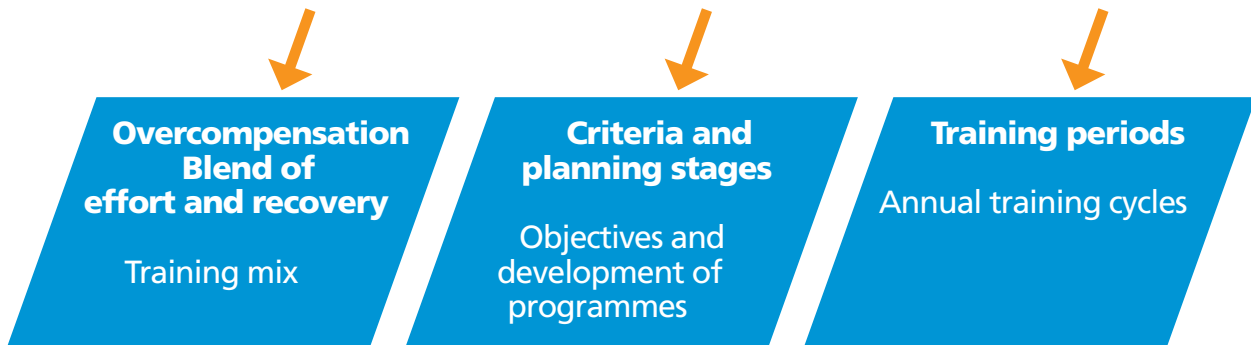 Overcompensation
Blend of
effort and recovery
Training mix
Criteria and
planning stages
Objectives and
development of
programmes
Training periods
Annual training cycles